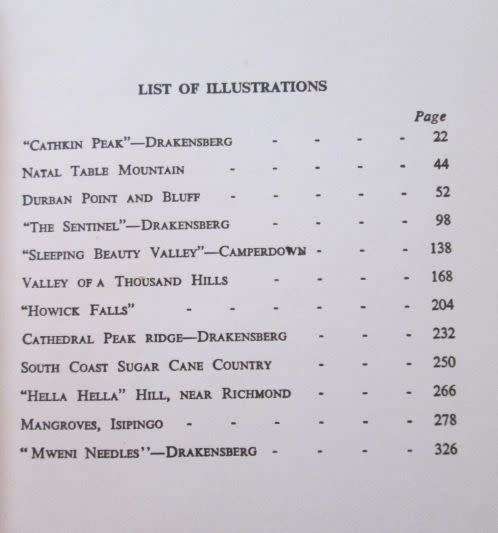 LIST OF ILLUSTRATIONS
Page
"CATHKIN PEAK"—DRAKENSBERG - - - - 22
NATAL TABLE MOUNTAIN - - - - - 44
DURBAN POINT AND BLUFF - - - - - 52
"THE SENTINEL"—DRAKENSBERG - - - - 98
"SLEEPING BEAUTY VALLEY"—CAMPERDOWN - - - 138
VALLEY OF A THOUSAND HILLS - - - - 168
"HOWICK FALLS" - - - - - - 204
CATHEDRAL PEAK RIDGE—DRAKENSBERG - - - 232
SOUTH COAST SUGAR CANE COUNTRY - - - 250
"HELLA HELLA" HILL, NEAR RICHMOND - - - 266
MANGROVES, ISIPINGO - - - - - - 278
" MWENI NEEDLES''—DRAKENSBERG - - - - 326